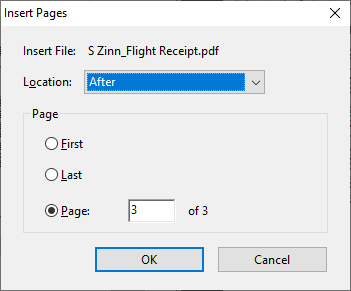 Insert Pages
Insert File: S Zinn_Flight Receipt.pdf
Location: After
Page
First
Last
Page: 3 of 3
OK Cancel